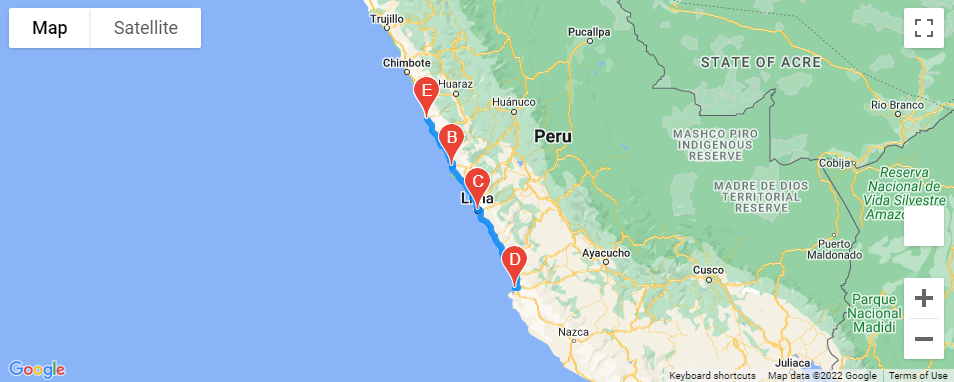 Map
Satellite
Trujillo
Pucallpa
Chimbote
STATE OF ACRE
E
Huaraz
Huánuco
Rio Branco
B
Peru
MASHCO PIRO
INDIGENOUS
RESERVE
Cobija
C
Lima
MADRE DE DIOS
TERRITORIAL
RESERVE
Reserva
Nacional de
Vida Silvestre
Amazo
Puerto
Maldonado
D
Ayacucho
Cusco
Parque
Nacional
Madidi
Nazca
Juliaca
Google
Keyboard shortcuts
Map data ©2022 Google
Terms of Use